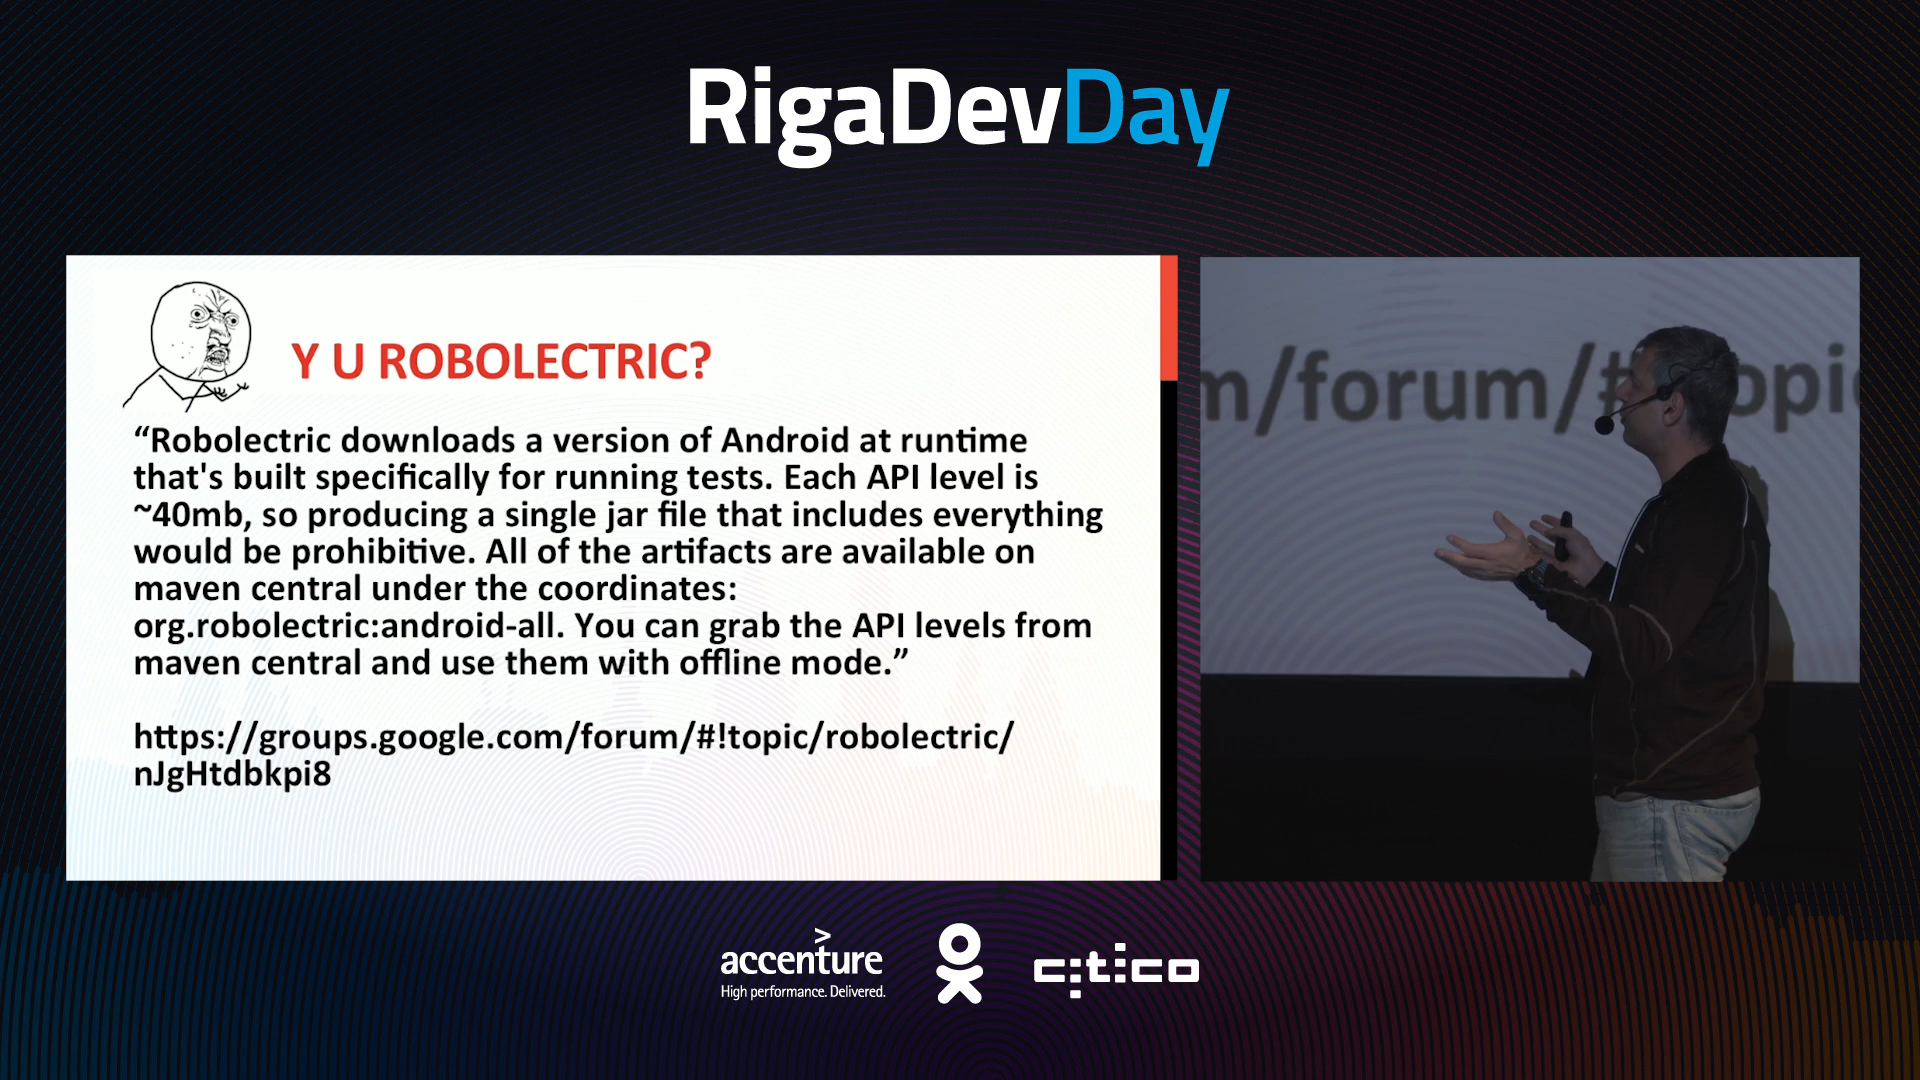 RigaDevDay
Y U ROBOLECTRIC?
“Robolectric downloads a version of Android at runtime
that's built specifically for running tests. Each API level is
~40mb, so producing a single jar file that includes everything
would be prohibitive. All of the artifacts are available on
maven central under the coordinates:
org.robolectric:android-all. You can grab the API levels from
maven central and use them with offline mode.”
https://groups.google.com/forum/#!topic/robolectric/
nJgHtdbkpi8
m/forum/# opic
>
accenture
High performance. Delivered.
citico